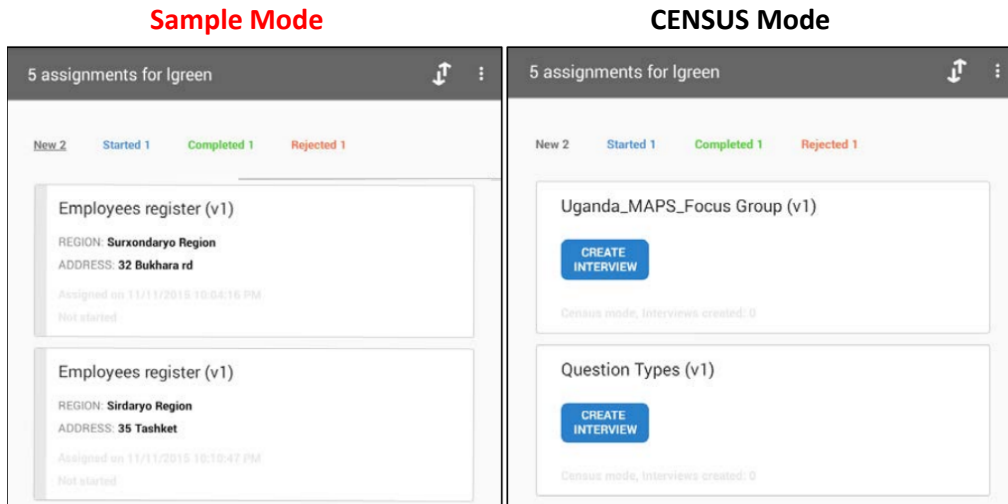 Sample Mode
5 assignments for lgreen
New 2 Started 1 Completed 1 Rejected 1
Employees register (v1)
REGION: Surxondaryo Region
ADDRESS: 32 Bukhara rd
Assigned on 11/11/2015 10:04:16 PM
Not started
Employees register (v1)
REGION: Sirdaryo Region
ADDRESS: 35 Tashket
Assigned on 11/11/2015 10:10:47 PM
Not started
CENSUS Mode
5 assignments for lgreen
New 2 Started 1 Completed 1 Rejected 1
Uganda_MAPS_Focus Group (v1)
CREATE
INTERVIEW
Census mode, Interviews created: 0
Question Types (v1)
CREATE
INTERVIEW
Census mode, Interviews created: 0